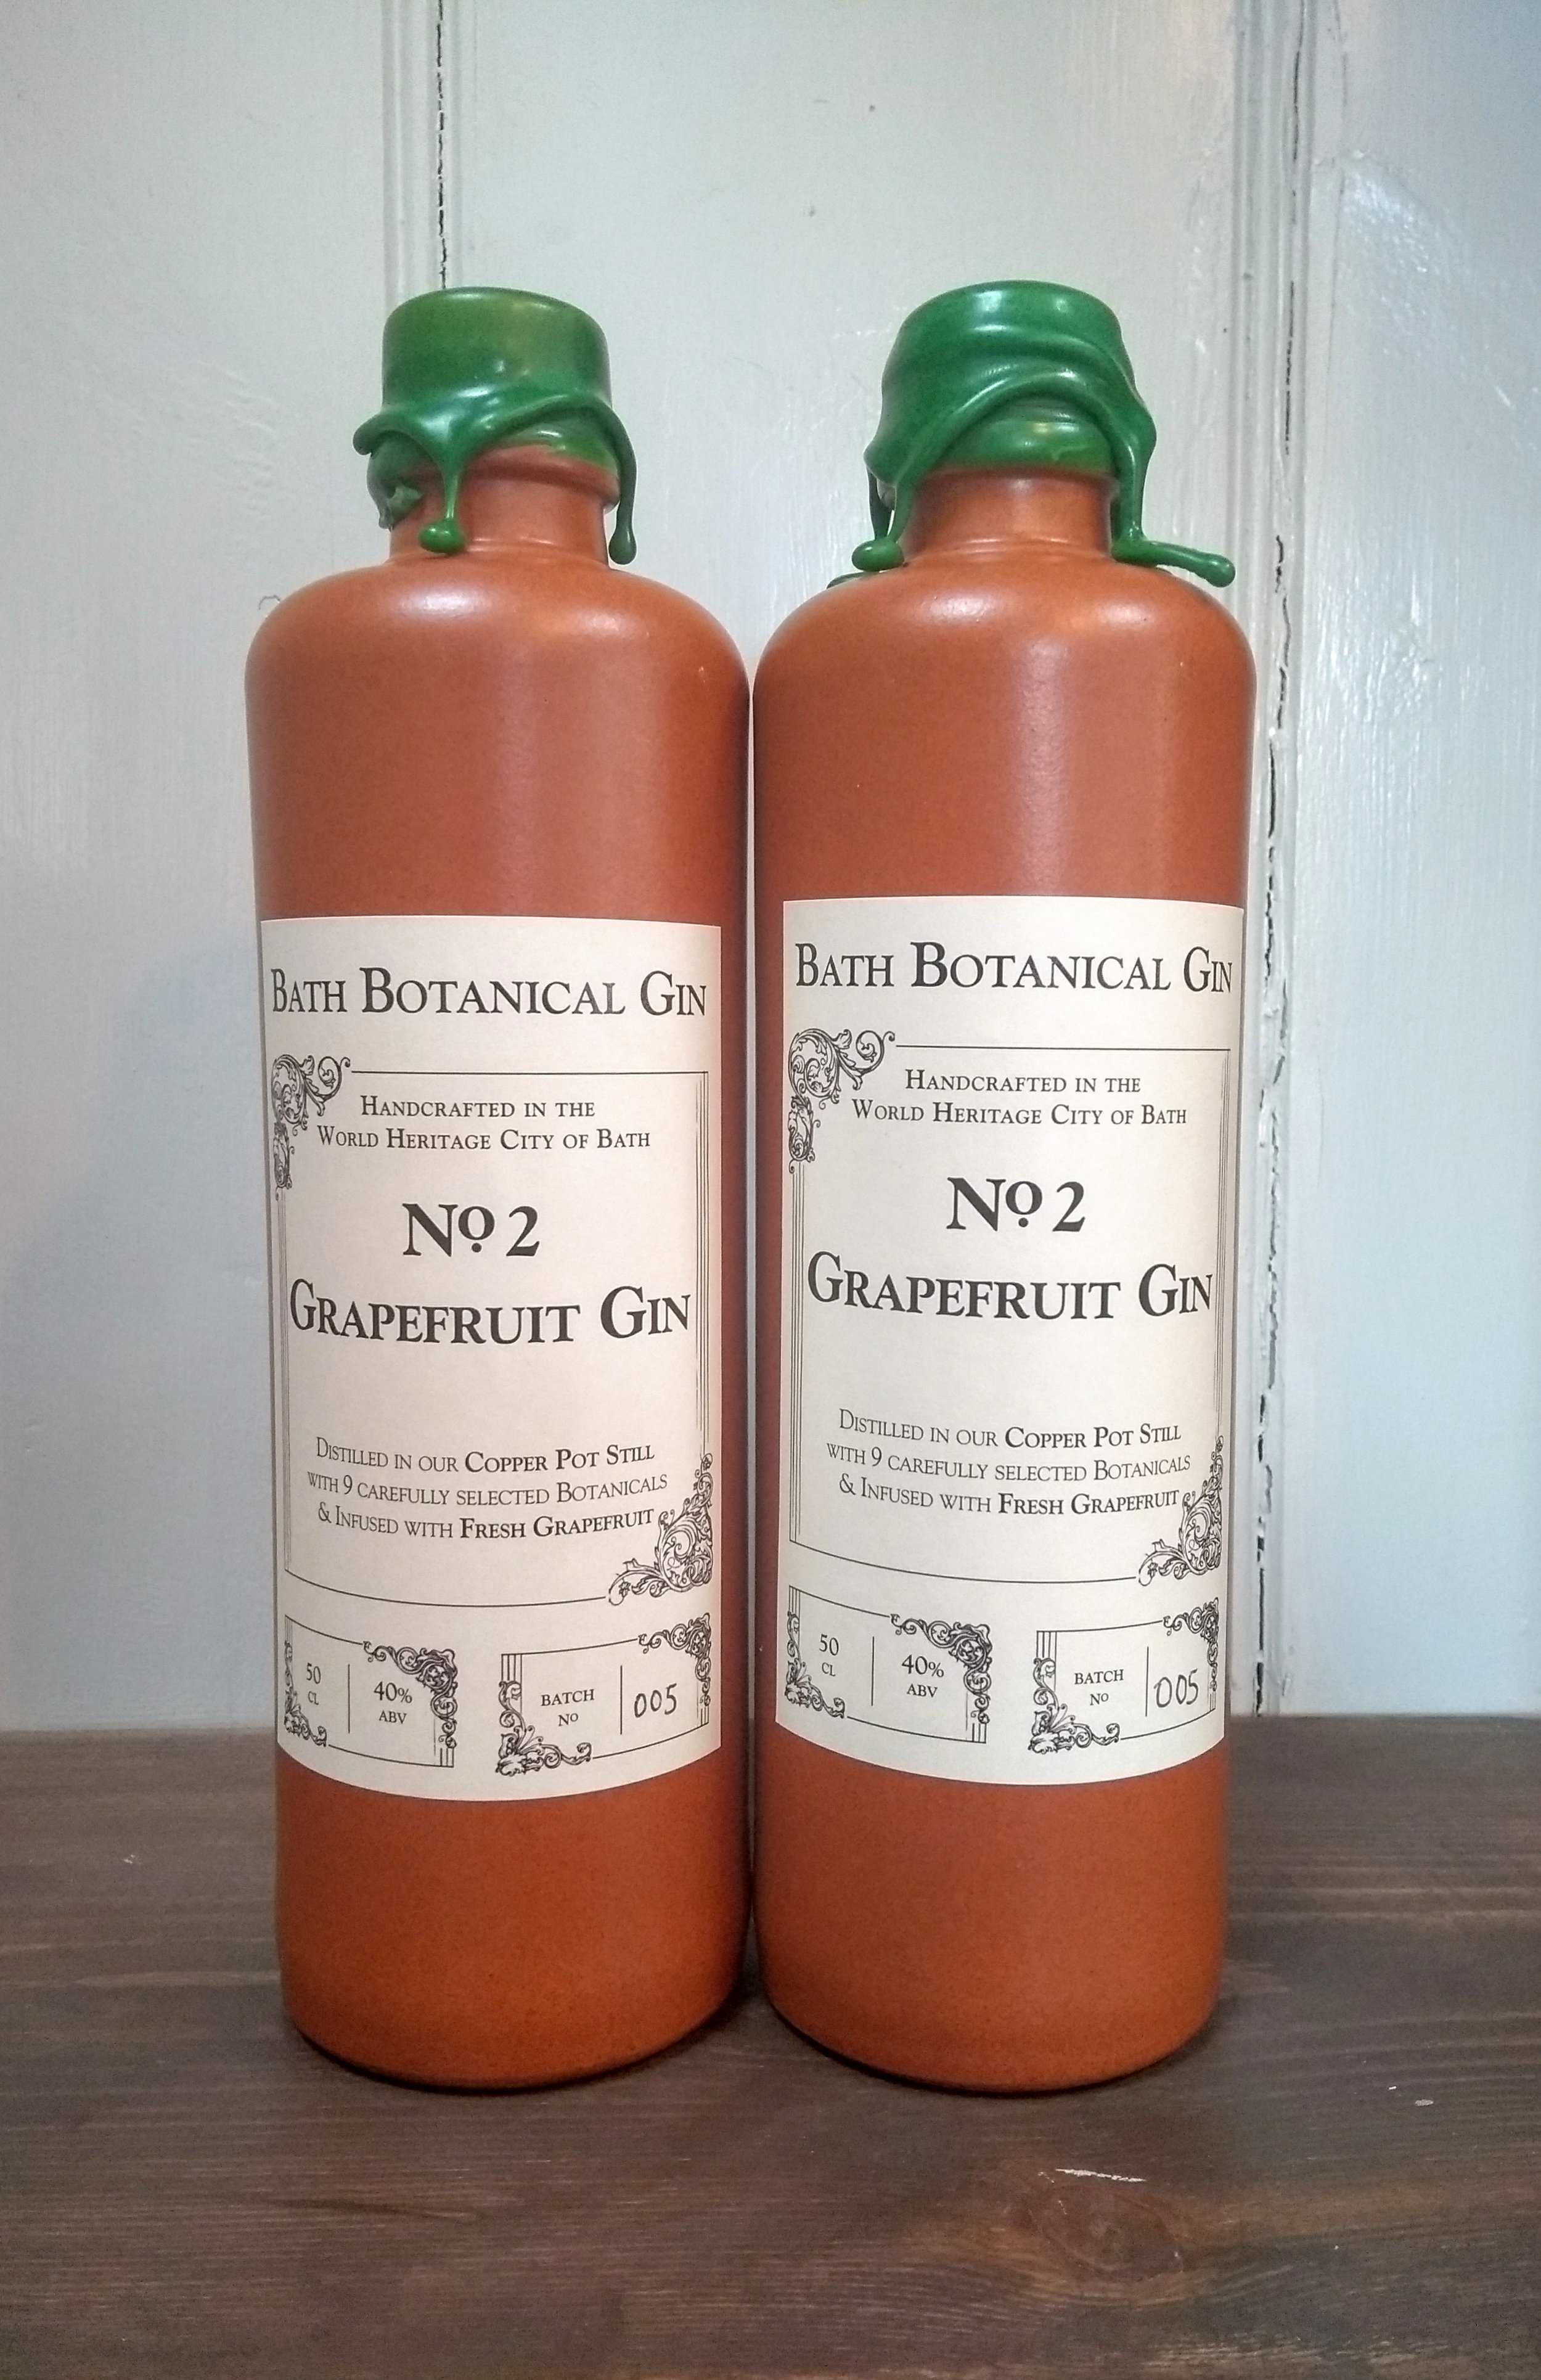 Bath Botanical Gin
Handcrafted in the
World Heritage City of Bath
Nº 2
Grapefruit Gin
Distilled in our Copper Pot Still
with 9 carefully selected Botanicals
& Infused with Fresh Grapefruit
50
CL
40%
ABV
Batch
Nº
005
Bath Botanical Gin
Handcrafted in the
World Heritage City of Bath
Nº 2
Grapefruit Gin
Distilled in our Copper Pot Still
with 9 carefully selected Botanicals
& Infused with Fresh Grapefruit
50
CL
40%
ABV
Batch
Nº
005